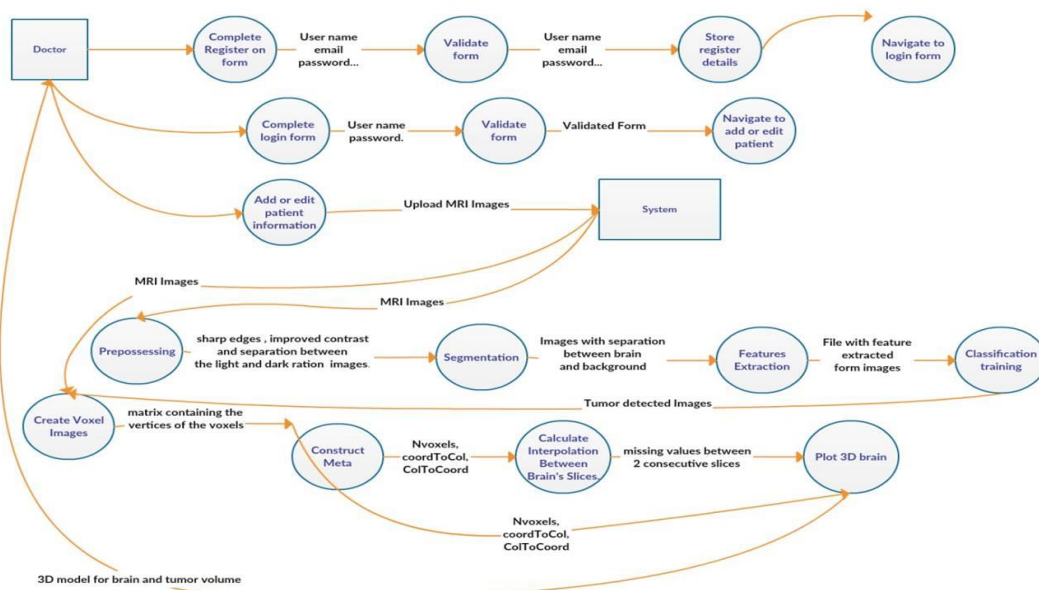 Doctor
Complete
Register on
form
User name
email
password...
Validate
form
User name
email
password...
Store
register
details
Navigate to
login form
Complete
login form
User name
password.
Validate
form
Validated Form
Navigate to
add or edit
patient
Add or edit
patient
information
Upload MRI Images
System
MRI Images
MRI Images
Prepossessing
sharp edges , improved contrast
and separation between
the light and dark ration images.
Segmentation
Images with separation
between brain
and background
Features
Extraction
File with feature
extracted
form images
Classification
training
Tumor detected Images
Create Voxel
Images
matrix containing the
vertices of the voxels
Construct
Meta
Nvoxels,
coordToCol,
ColToCoord
Calculate
Interpolation
Between
Brain's Slices.
missing values between
2 consecutive slices
Plot 3D brain
Nvoxels,
coordToCol,
ColToCoord
3D model for brain and tumor volume